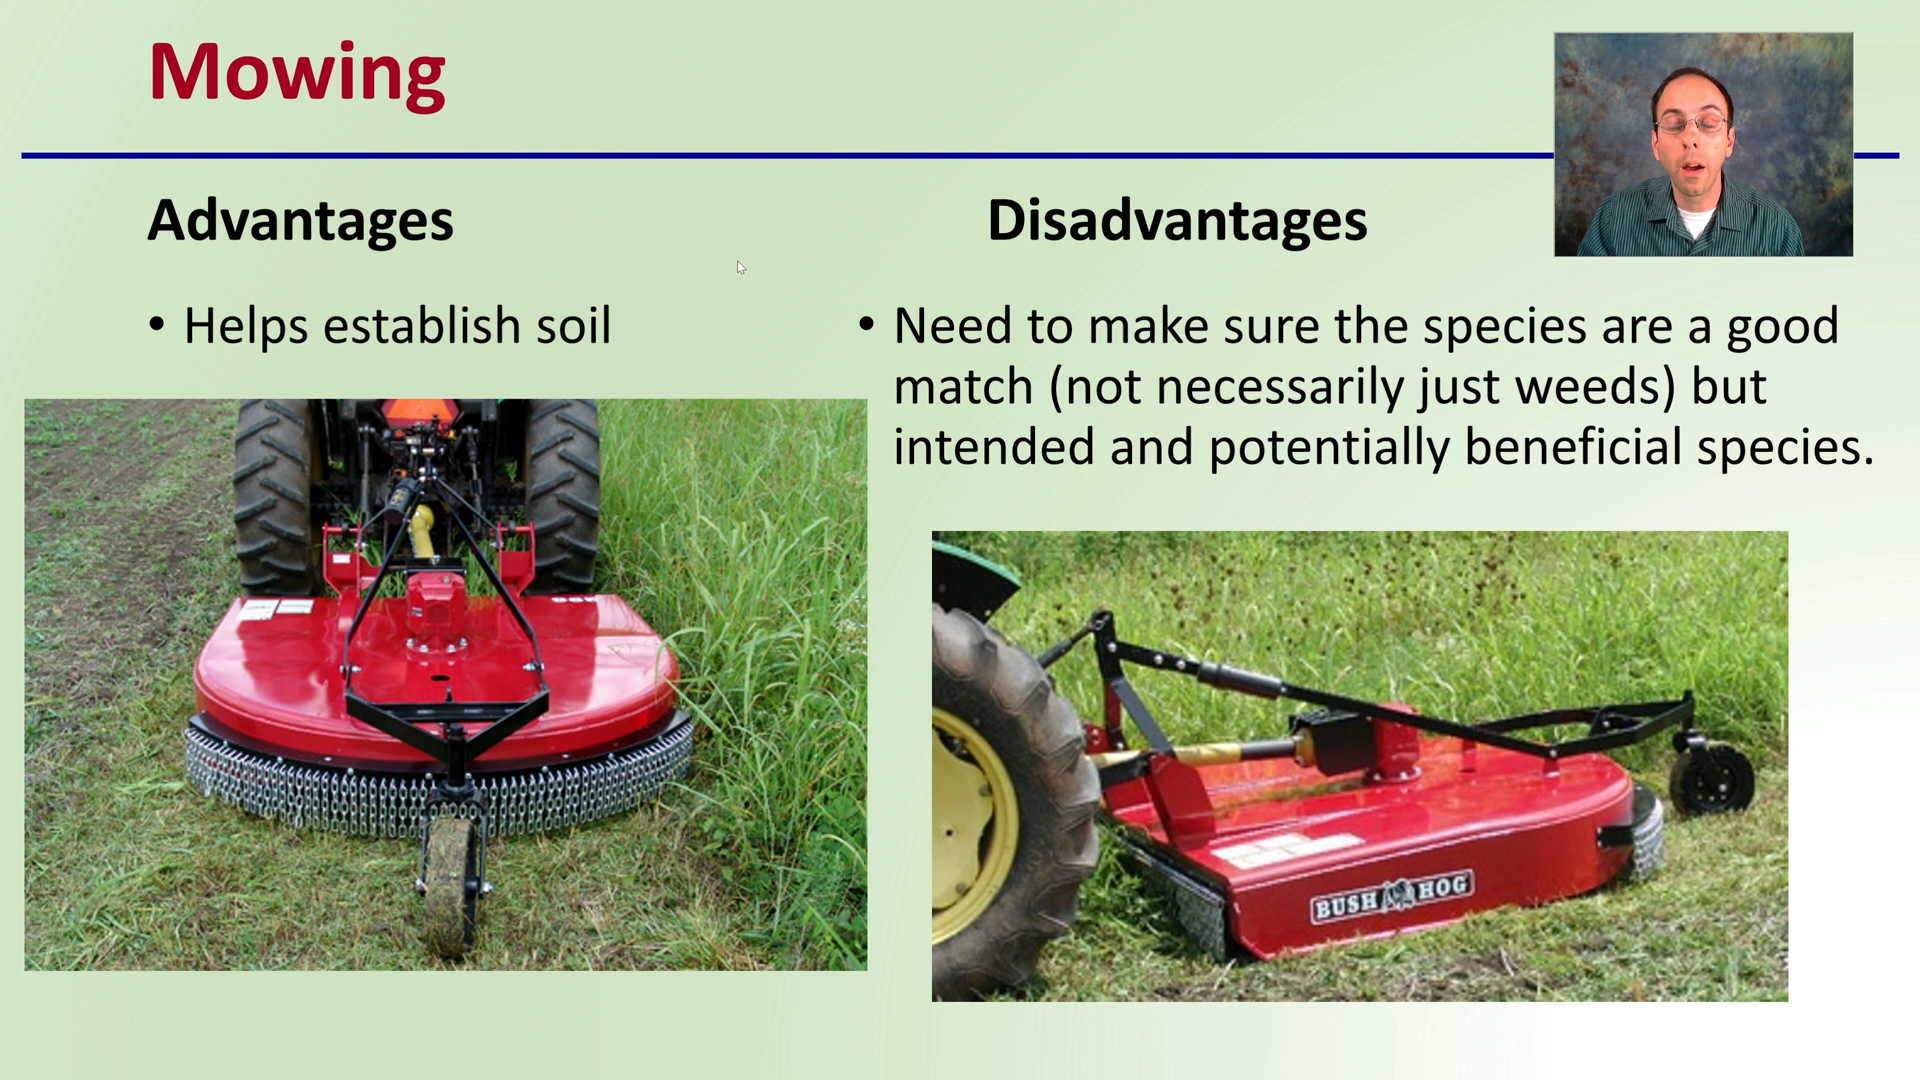 Mowing
Advantages
• Helps establish soil
Disadvantages
• Need to make sure the species are a good
match (not necessarily just weeds) but
intended and potentially beneficial species.
BUSH HOG